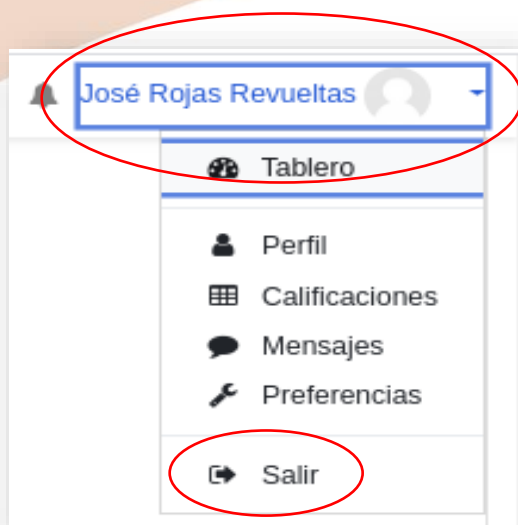 José Rojas Revueltas
Tablero
Perfil
Calificaciones
Mensajes
Preferencias
Salir